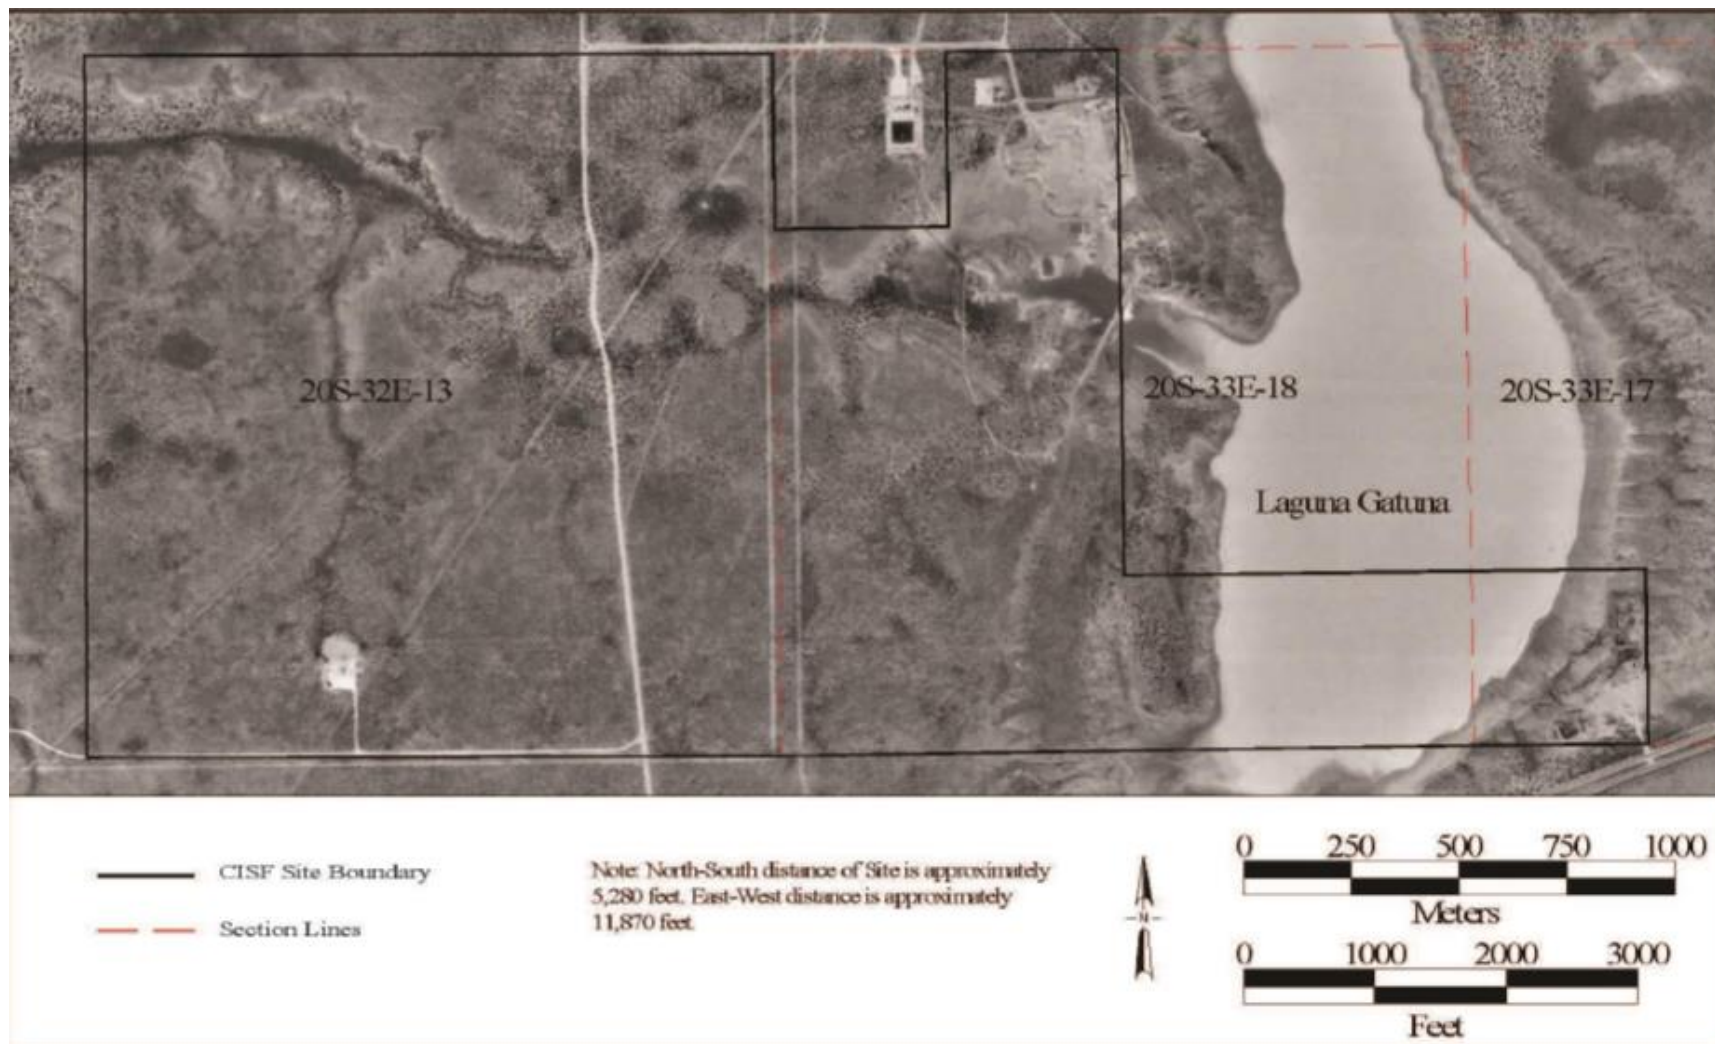 20S-32E-13
20S-33E-18
20S-33E-17
Laguna Gatuna
CISF Site Boundary
Section Lines
Note: North-South distance of Site is approximately
5,280 feet. East-West distance is approximately
11,870 feet.
N
0 250 500 750 1000
Meters
0 1000 2000 3000
Feet